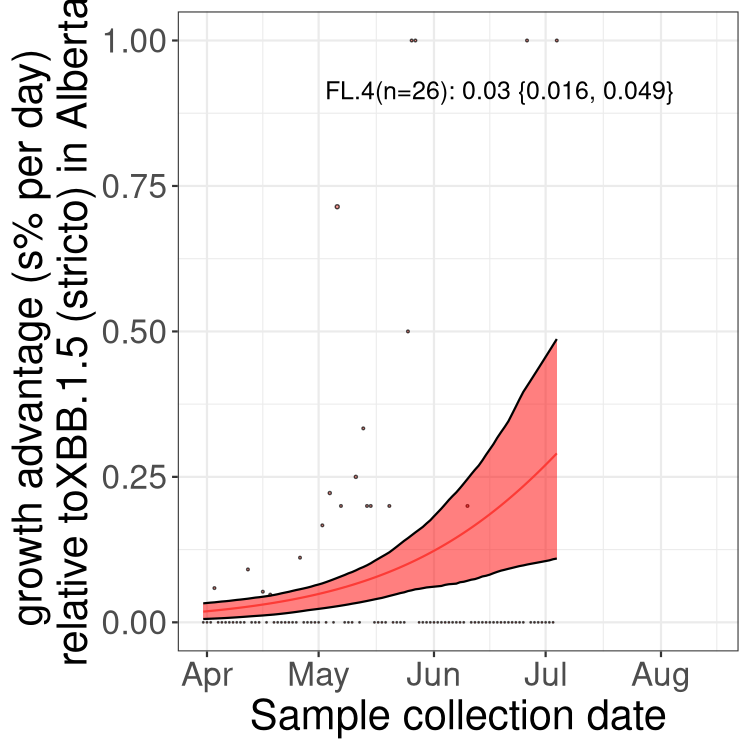 growth advantage (s% per day)
relative toXBB.1.5 (stricto) in Alberta
1.00
0.75
0.50
0.25
0.00
FL.4(n=26): 0.03 {0.016, 0.049}
Apr May Jun Jul Aug
Sample collection date